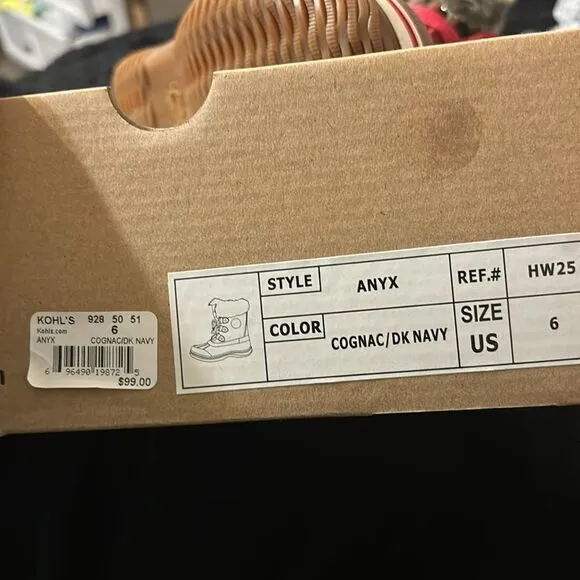 KOHL'S 928 50 51
Kohls.com 6
ANYX COGNAC/DK NAVY
6 96490 19872 5
$99.00
STYLE ANYX REF.# HW25
COLOR COGNAC/DK NAVY SIZE US 6